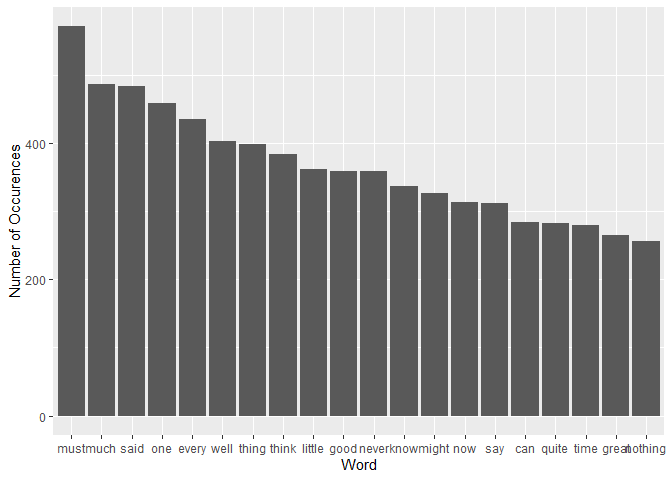 Number of Occurences
400
200
0
must much said one every well thing think little good never know might now say can quite time great nothing
Word